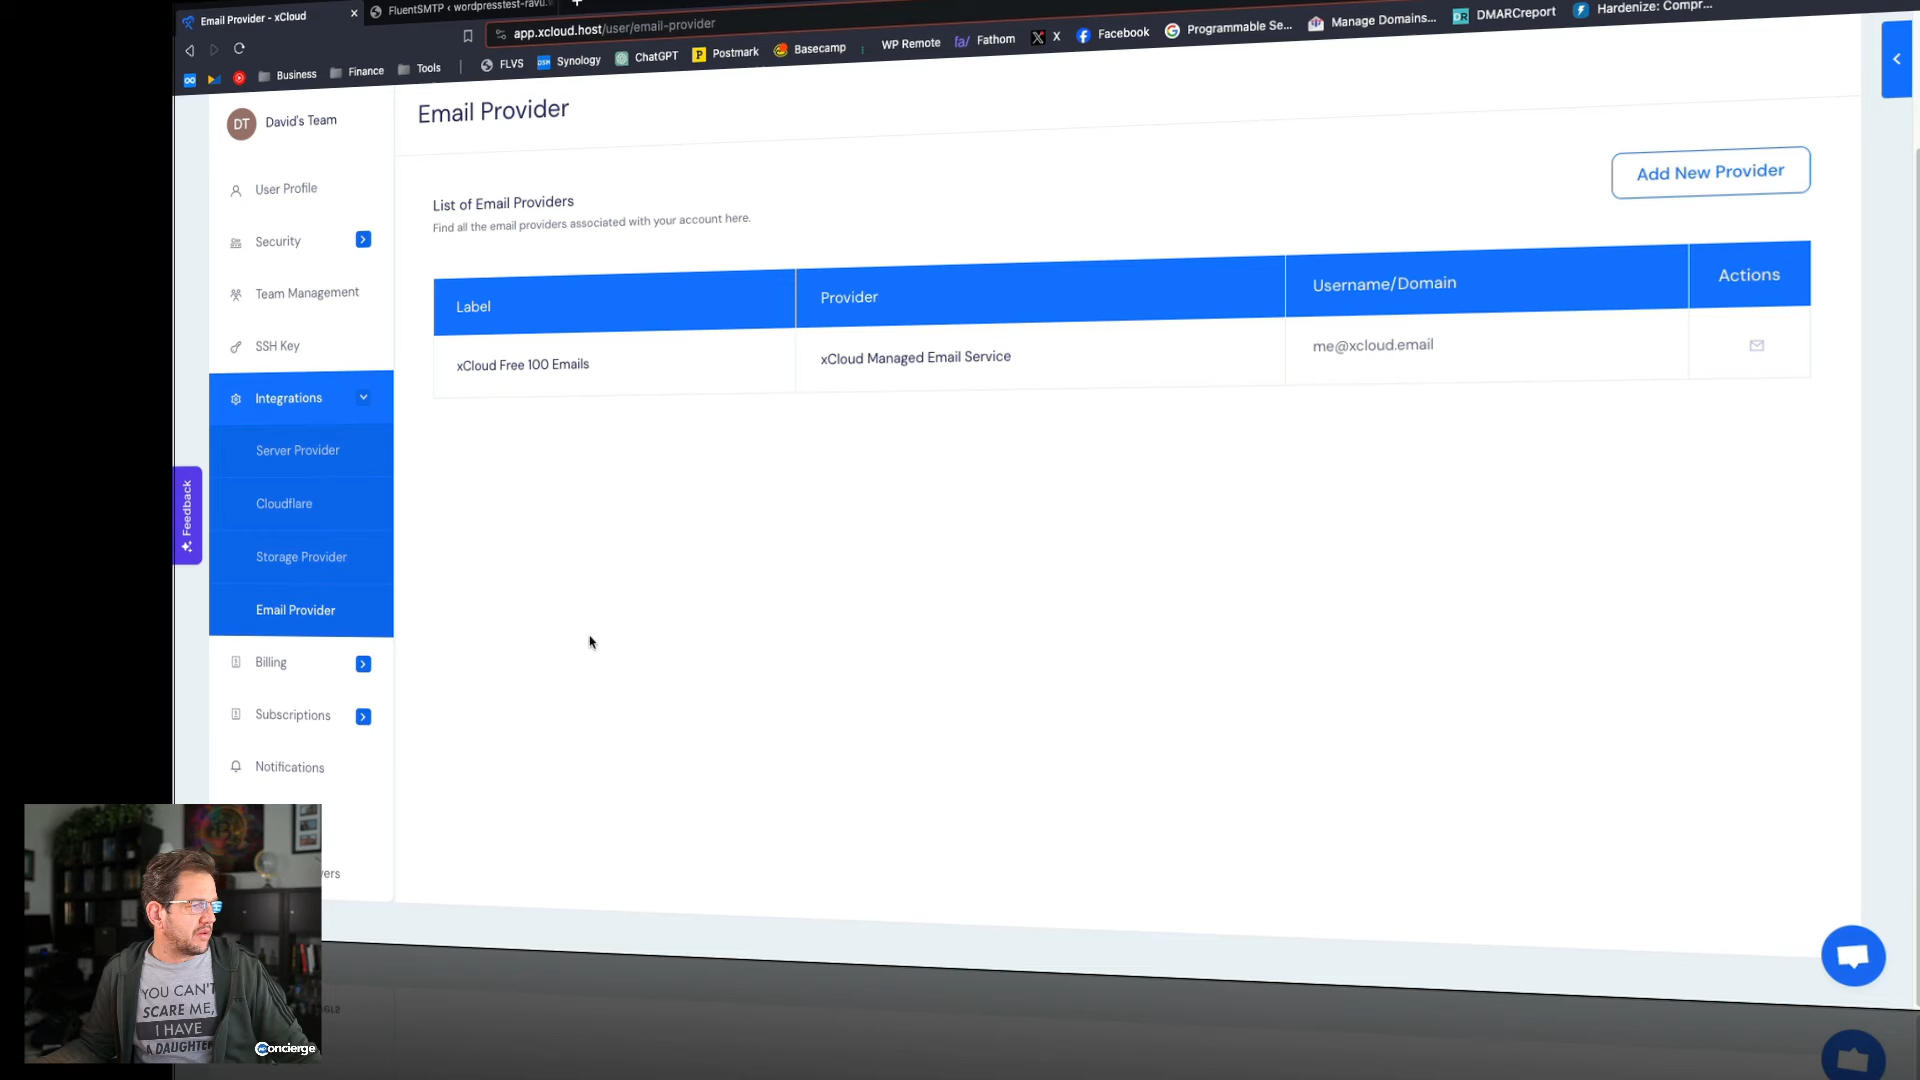 Email Provider - xCloud
FluentSMTP ‹ wordpresstest-ravu.
app.xcloud.host/user/email-provider
Business
Finance
Tools
FLVS
Synology
ChatGPT
Postmark
Basecamp
WP Remote
Fathom
X
Facebook
Programmable Se...
Manage Domains...
DMARCreport
Hardenize: Compr...
DT
David's Team
User Profile
Security
Team Management
SSH Key
Integrations
Server Provider
Cloudflare
Storage Provider
Email Provider
Billing
Subscriptions
Notifications
vers
Feedback
Email Provider
Add New Provider
List of Email Providers
Find all the email providers associated with your account here.
Label
Provider
Username/Domain
Actions
xCloud Free 100 Emails
xCloud Managed Email Service
me@xcloud.email
YOU CAN'T
SCARE ME,
I HAVE
A DAUGHTER
Concierge